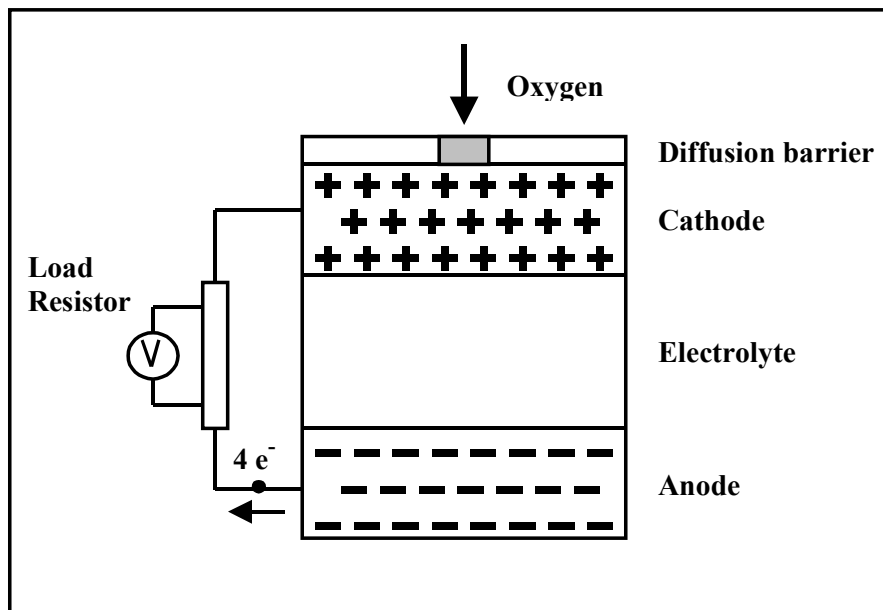 Oxygen
Diffusion barrier
Cathode
Load
Resistor
V
Electrolyte
4 e-
Anode